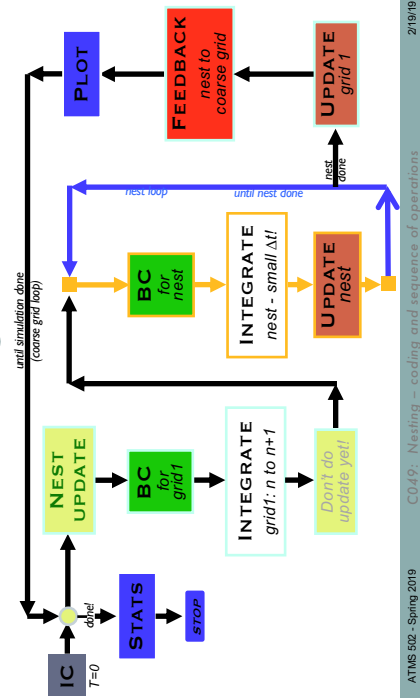 until simulation done
(coarse grid loop)
IC
T=0
done!
STATS
STOP
NEST
UPDATE
BC
for
grid1
INTEGRATE
grid1: n to n+1
Don't do
update yet!
nest loop
until nest done
BC
for
nest
INTEGRATE
nest - small Δt!
UPDATE
nest
nest
done
UPDATE
grid 1
FEEDBACK
nest to
coarse grid
PLOT
ATMS 502 - Spring 2019
C049: Nesting – coding and sequence of operations
2/19/19